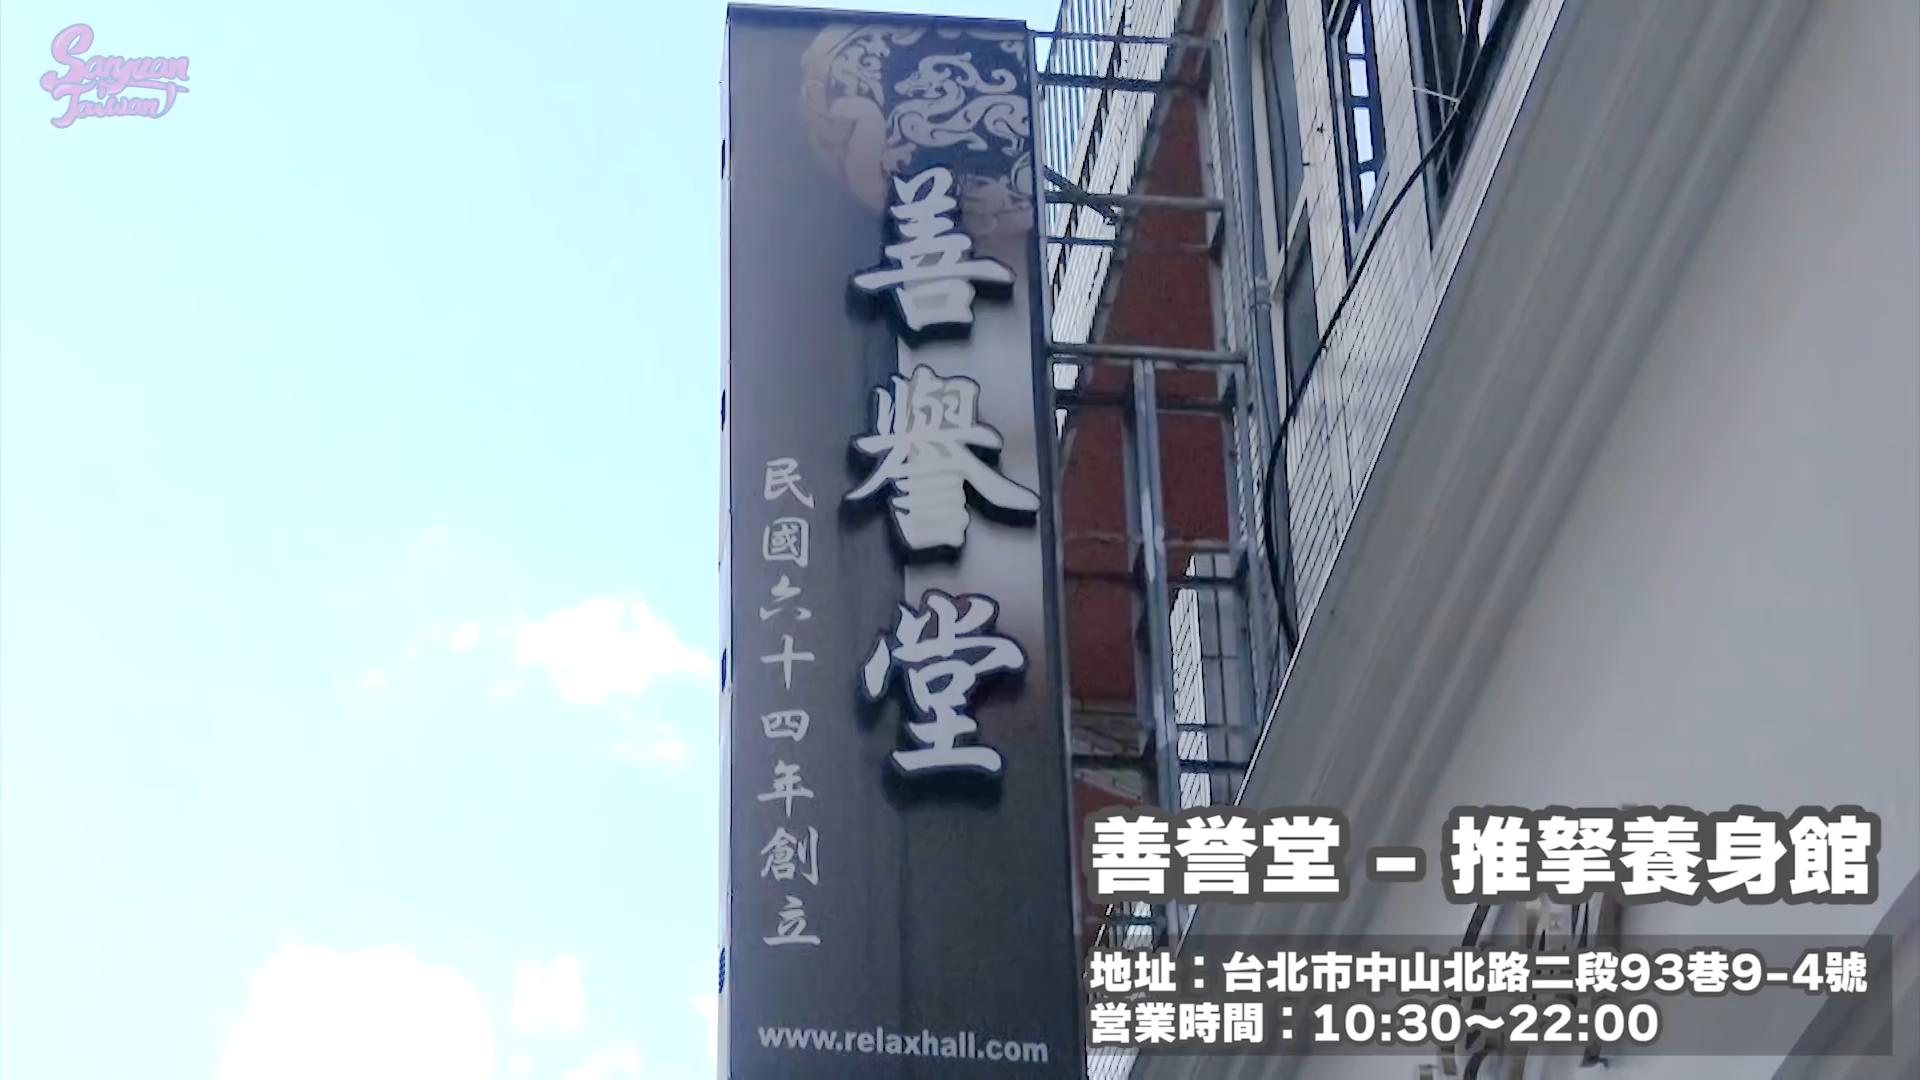 Sanyuan
Taiwan
善譽堂
民國六十四年創立
www.relaxhall.com
善誉堂 – 推拏養身館
地址：台北市中山北路二段93巷9-4號
営業時間：10:30～22:00